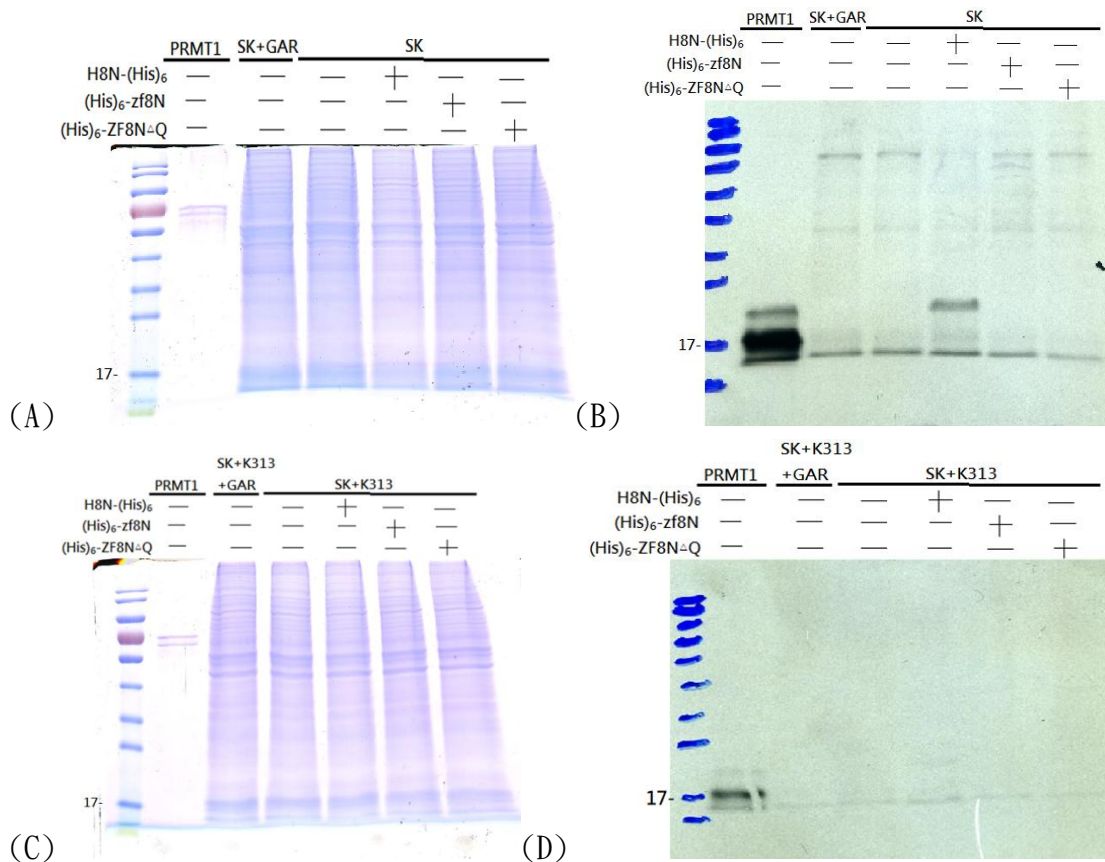 PRMT1 SK+GAR SK
H8N-(His)₆ — — — + — —
(His)₆-zf8N — — — — + —
(His)₆-ZF8N△Q — — — — — +
17-
(A)
PRMT1 SK+GAR SK
H8N-(His)₆ — — — + — —
(His)₆-zf8N — — — — + —
(His)₆-ZF8N△Q — — — — — +
17-
(B)
SK+K313
PRMT1 +GAR SK+K313
H8N-(His)₆ — — — + — —
(His)₆-zf8N — — — — + —
(His)₆-ZF8N△Q — — — — — +
17-
(C)
SK+K313
PRMT1 +GAR SK+K313
H8N-(His)₆ — — — + — —
(His)₆-zf8N — — — — + —
(His)₆-ZF8N△Q — — — — — +
17-
(D)